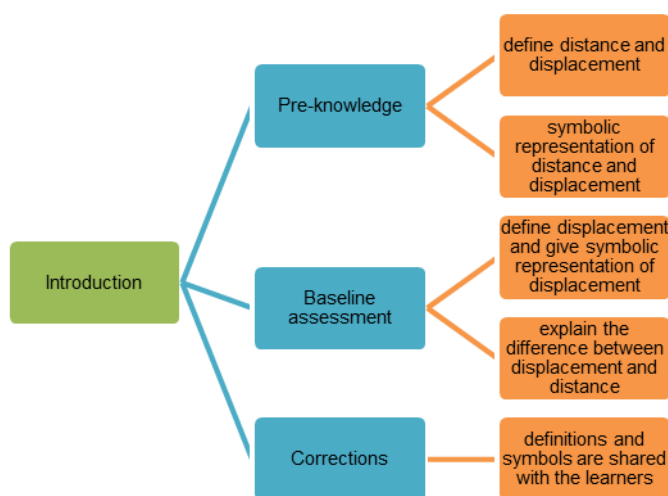 Introduction
Pre-knowledge
define distance and
displacement
symbolic
representation of
distance and
displacement
Baseline
assessment
define displacement
and give symbolic
representation of
displacement
explain the
difference between
displacement and
distance
Corrections
definitions and
symbols are shared
with the learners